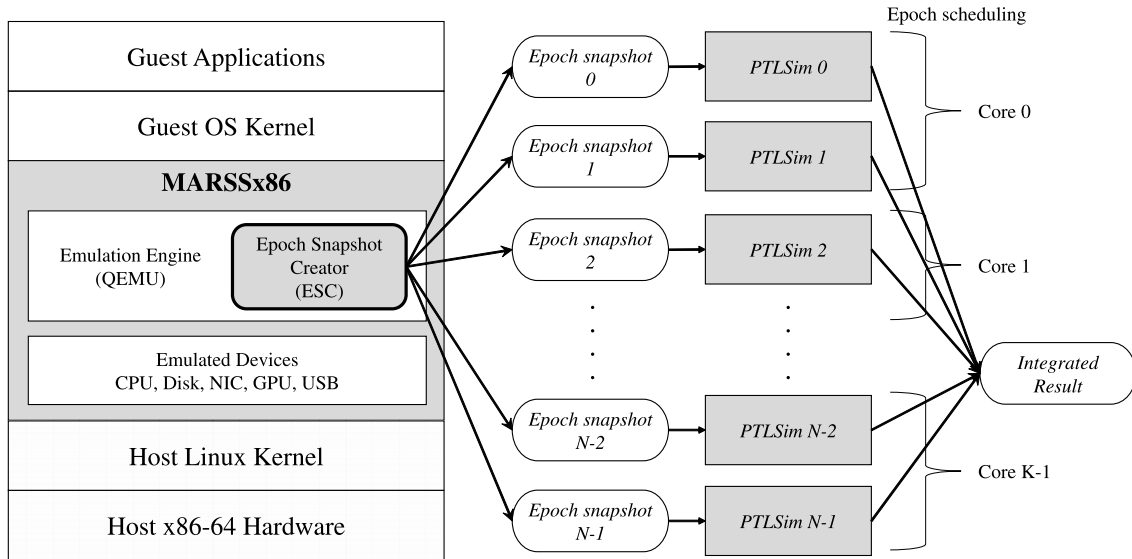 Guest Applications
Guest OS Kernel
MARSSx86
Emulation Engine
(QEMU)
Epoch Snapshot
Creator
(ESC)
Emulated Devices
CPU, Disk, NIC, GPU, USB
Host Linux Kernel
Host x86-64 Hardware
Epoch snapshot
0
Epoch snapshot
1
Epoch snapshot
2
Epoch snapshot
N-2
Epoch snapshot
N-1
PTLSim 0
PTLSim 1
PTLSim 2
PTLSim N-2
PTLSim N-1
Epoch scheduling
Core 0
Core 1
Core K-1
Integrated
Result